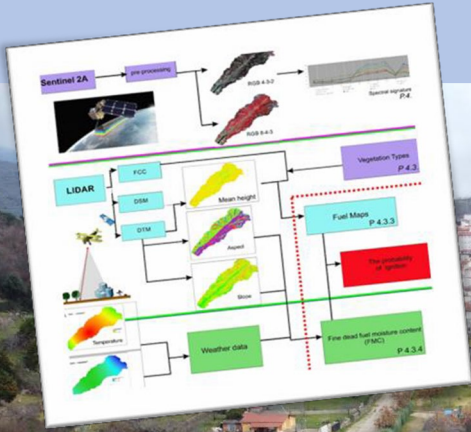 Sentinel 2A
pre-processing
RGB 4-3-2
RGB 8-4-3
Spectral signature
P.4.
Vegetation Types
P.4.3
LIDAR
FCC
DSM
DTM
Mean height
Aspect
Slope
Fuel Maps
P 4.3.3
The probability
of ignition
Temperature
Weather data
Fine dead fuel moisture content
(FMC)
P 4.3.4